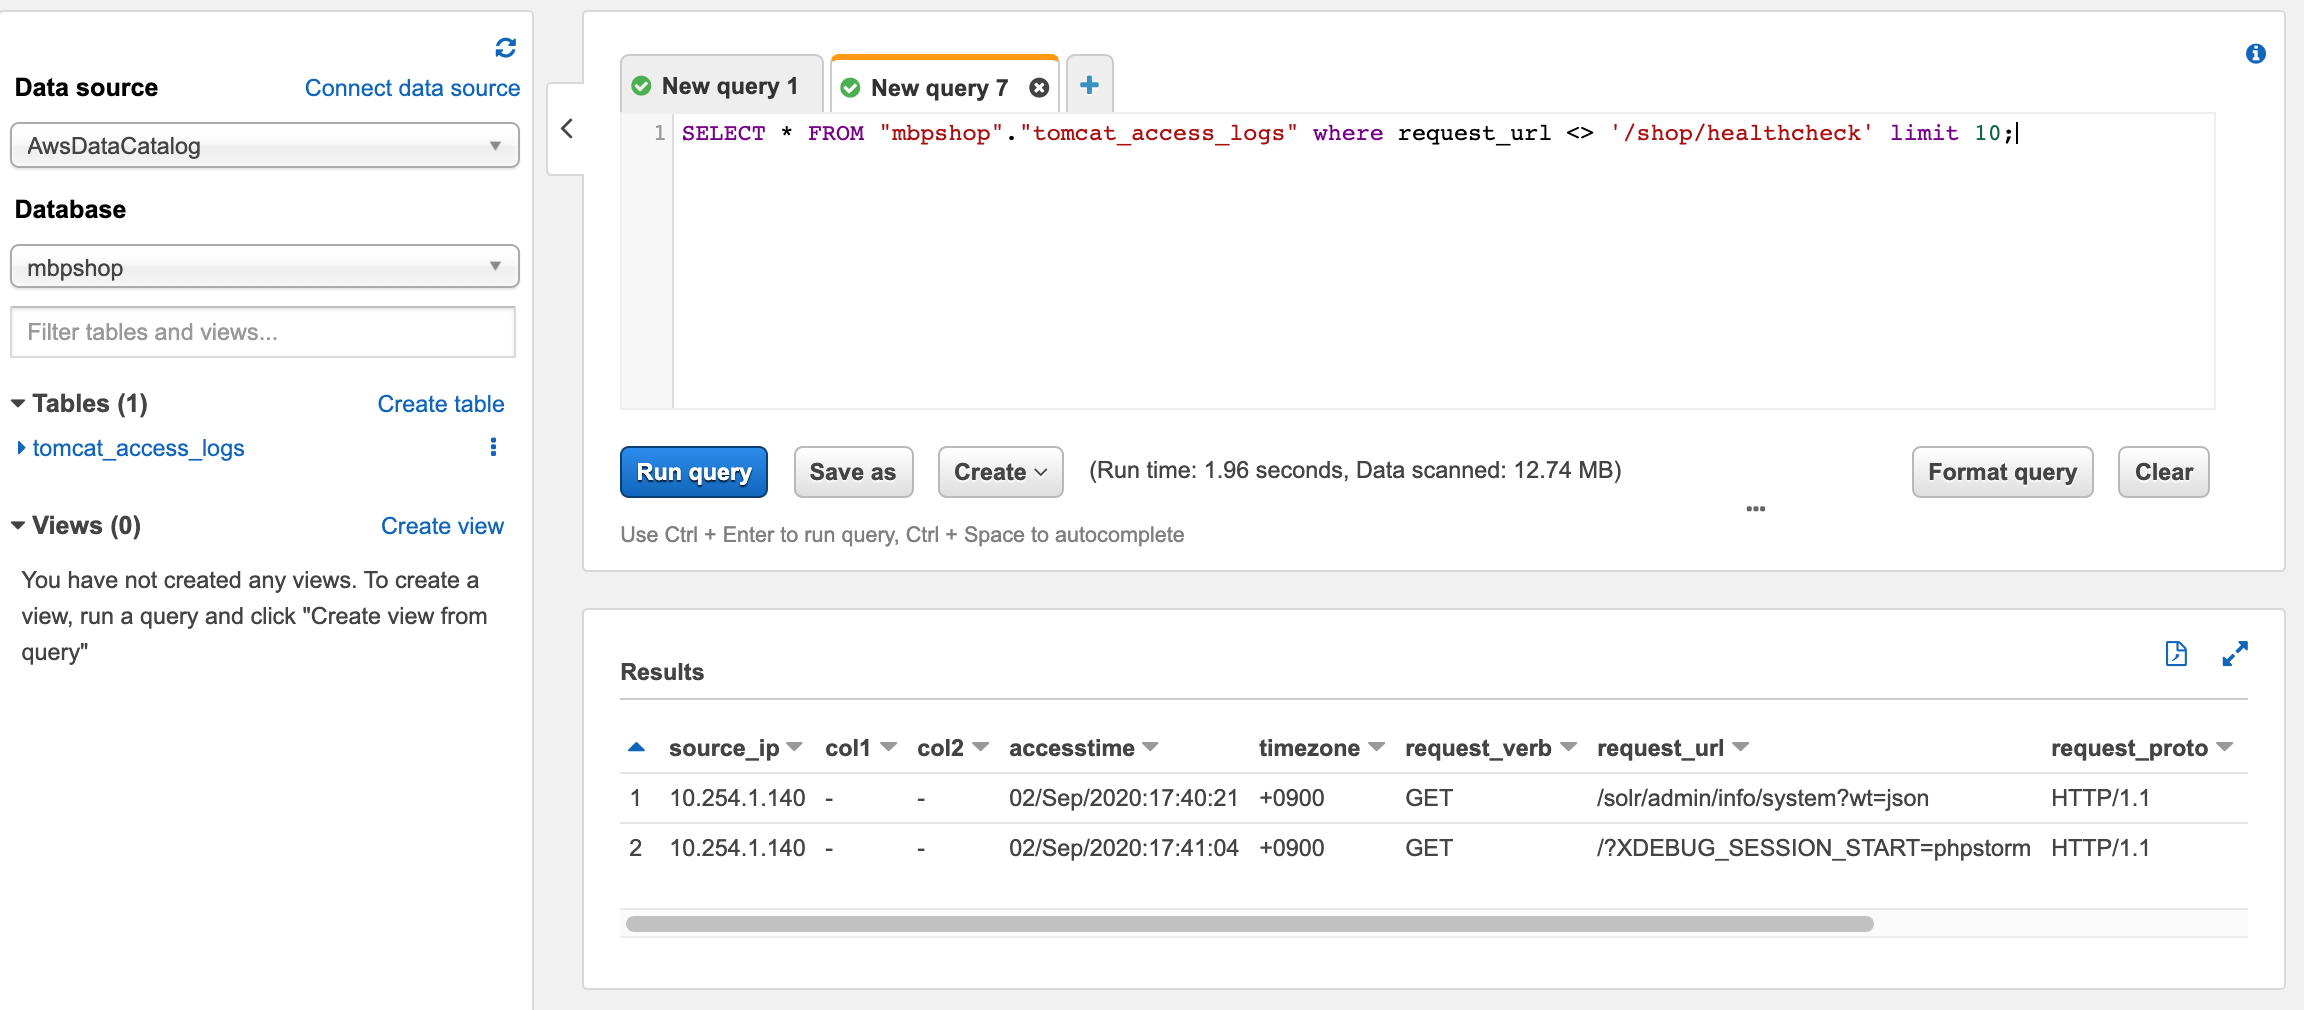 Data source Connect data source
AwsDataCatalog
Database
mbpshop
Filter tables and views...
Tables (1) Create table
tomcat_access_logs
Views (0) Create view
You have not created any views. To create a
view, run a query and click "Create view from
query"
New query 1 New query 7
1 SELECT * FROM "mbpshop"."tomcat_access_logs" where request_url <> '/shop/healthcheck' limit 10;
Run query Save as Create (Run time: 1.96 seconds, Data scanned: 12.74 MB) Format query Clear
Use Ctrl + Enter to run query, Ctrl + Space to autocomplete
Results
source_ip col1 col2 accesstime timezone request_verb request_url request_proto
1 10.254.1.140 - - 02/Sep/2020:17:40:21 +0900 GET /solr/admin/info/system?wt=json HTTP/1.1
2 10.254.1.140 - - 02/Sep/2020:17:41:04 +0900 GET /?XDEBUG_SESSION_START=phpstorm HTTP/1.1